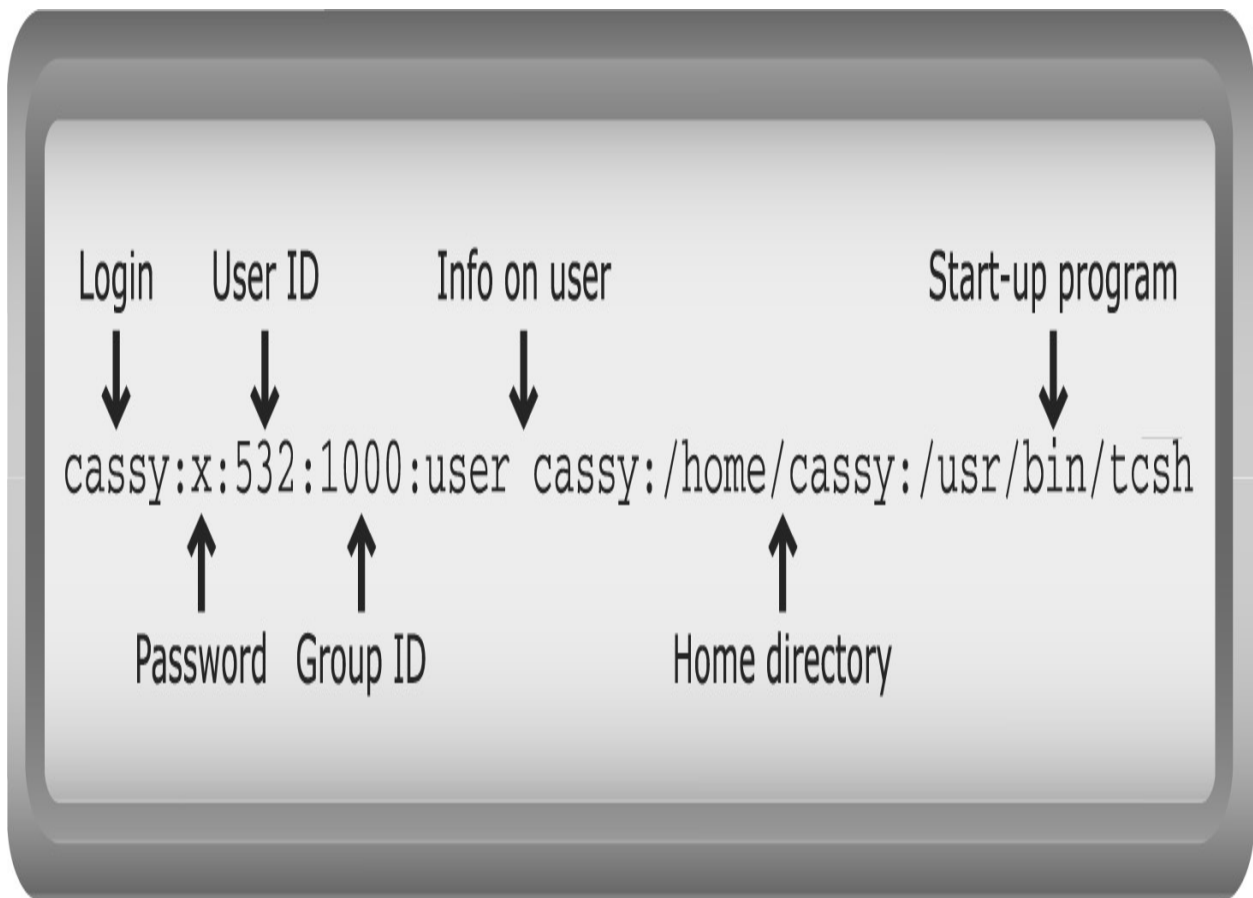 Login User ID Info on user Start-up program
cassy:x:532:1000:user cassy:/home/cassy:/usr/bin/tcsh
Password Group ID Home directory